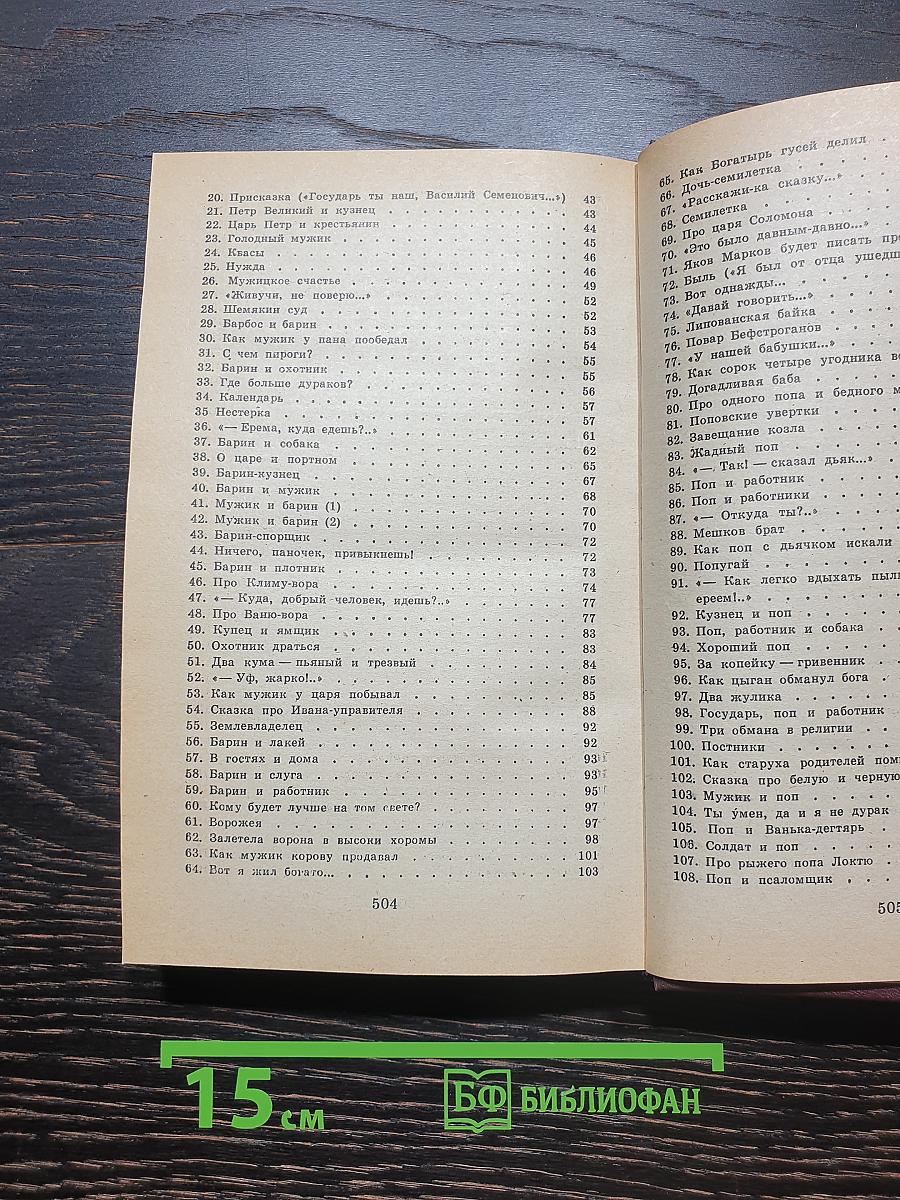 20. Присказка («Государь ты наш, Василий Семенович...») 43
21. Петр Великий и кузнец . . . 43
22. Царь Петр и крестьянин . . . 44
23. Голодный мужик . . . 45
24. Квасы . . . 46
25. Нужда . . . 46
26. Мужицкое счастье . . . 49
27. «Живучи, не поверю...» . . . 52
28. Шемякин суд . . . 52
29. Барбос и барин . . . 53
30. Как мужик у пана пообедал . . . 54
31. С чем пироги? . . . 55
32. Барин и охотник . . . 55
33. Где больше дураков? . . . 56
34. Календарь . . . 57
35 Нестерка . . . 57
36. «— Ерема, куда едешь?..» . . . 61
37. Барин и собака . . . 62
38. О царе и портном . . . 65
39. Барин-кузнец . . . 67
40. Барин и мужик . . . 68
41. Мужик и барин (1) . . . 70
42. Мужик и барин (2) . . . 70
43. Барин-спорщик . . . 72
44. Ничего, паночек, привыкнешь! . . . 72
45. Барин и плотник . . . 73
46. Про Климу-вора . . . 74
47. «— Куда, добрый человек, идешь?..» . . . 77
48. Про Ваню-вора . . . 77
49. Купец и ямщик . . . 83
50. Охотник драться . . . 83
51. Два кума — пьяный и трезвый . . . 84
52. «— Уф, жарко!..» . . . 85
53. Как мужик у царя побывал . . . 85
54. Сказка про Ивана-управителя . . . 88
55. Землевладелец . . . 92
56. Барин и лакей . . . 92
57. В гостях и дома . . . 93
58. Барин и слуга . . . 93
59. Барин и работник . . . 95
60. Кому будет лучше на том свете? . . . 97
61. Ворожея . . . 97
62. Залетела ворона в высоки хоромы . . . 98
63. Как мужик корову продавал . . . 101
64. Вот я жил богато... . . . 103
504
65. Как Богатырь гусей делил
66. Дочь-семилетка . . .
67. «Расскажи-ка сказку...» . . .
68. Семилетка . . .
69. Про царя Соломона . . .
70. «Это было давным-давно...»
71. Яков Марков будет писать пр
72. Быль («Я был от отца ушедш
73. Вот однажды... . . .
74. «Давай говорить...» . . .
75. Липованская байка . . .
76. Повар Бефстроганов . . .
77. «У нашей бабушки...» . . .
78. Как сорок четыре угодника в
79. Догадливая баба . . .
80. Про одного попа и бедного м
81. Поповские увертки . . .
82. Завещание козла . . .
83. Жадный поп . . .
84. «— Так! — сказал дьяк...» . .
85. Поп и работник . . .
86. Поп и работники . . .
87. «— Откуда ты?..» . . .
88. Мешков брат . . .
89. Как поп с дьячком искали
90. Попугай . . .
91. «— Как легко вдыхать пыл
ереем!..» . . .
92. Кузнец и поп . . .
93. Поп, работник и собака . .
94. Хороший поп . . .
95. За копейку — гривенник . .
96. Как цыган обманул бога . .
97. Два жулика . . .
98. Государь, поп и работник
99. Три обмана в религии . .
100. Постники . . .
101. Как старуха родителей пом
102. Сказка про белую и черную
103. Мужик и поп . . .
104. Ты умен, да и я не дурак
105. Поп и Ванька-дегтярь . .
106. Солдат и поп . . .
107. Про рыжего попа Локтю . .
108. Поп и псаломщик . . .
505
15 см
БФ БИБЛИОФАН